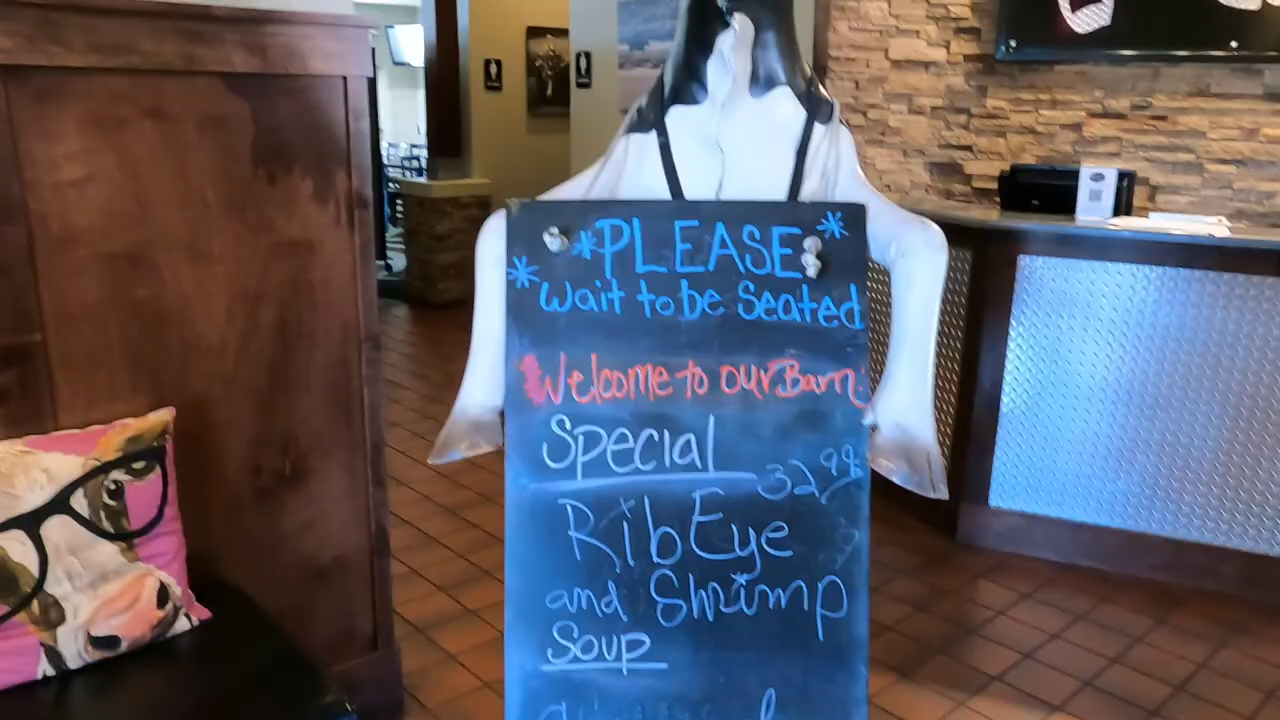 *PLEASE*
*Wait to be Seated
Welcome to our Barn
Special
32.99
RibEye
and Shrimp
Soup